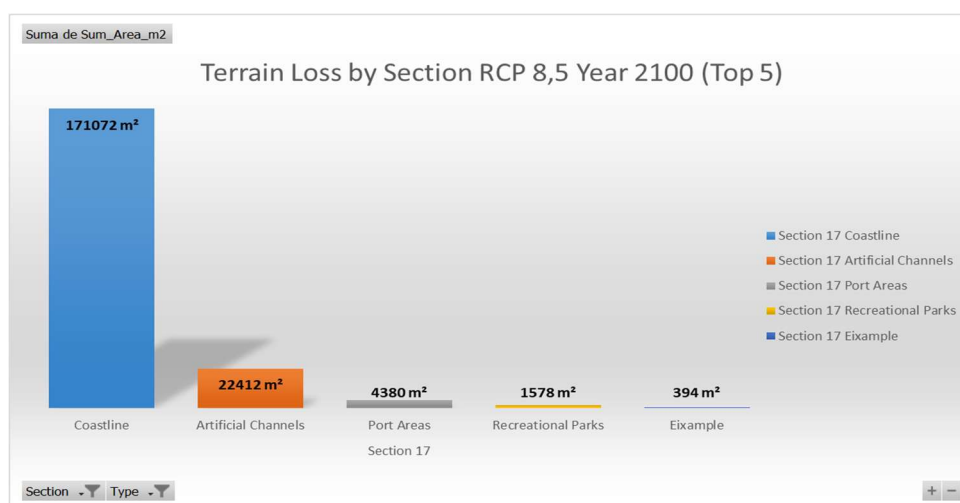 Suma de Sum_Area_m2
Terrain Loss by Section RCP 8,5 Year 2100 (Top 5)
171072 m²
22412 m²
4380 m²
1578 m²
394 m²
Section 17 Coastline
Section 17 Artificial Channels
Section 17 Port Areas
Section 17 Recreational Parks
Section 17 Eixample
Coastline Artificial Channels Port Areas Recreational Parks Eixample
Section 17
Section Type + −